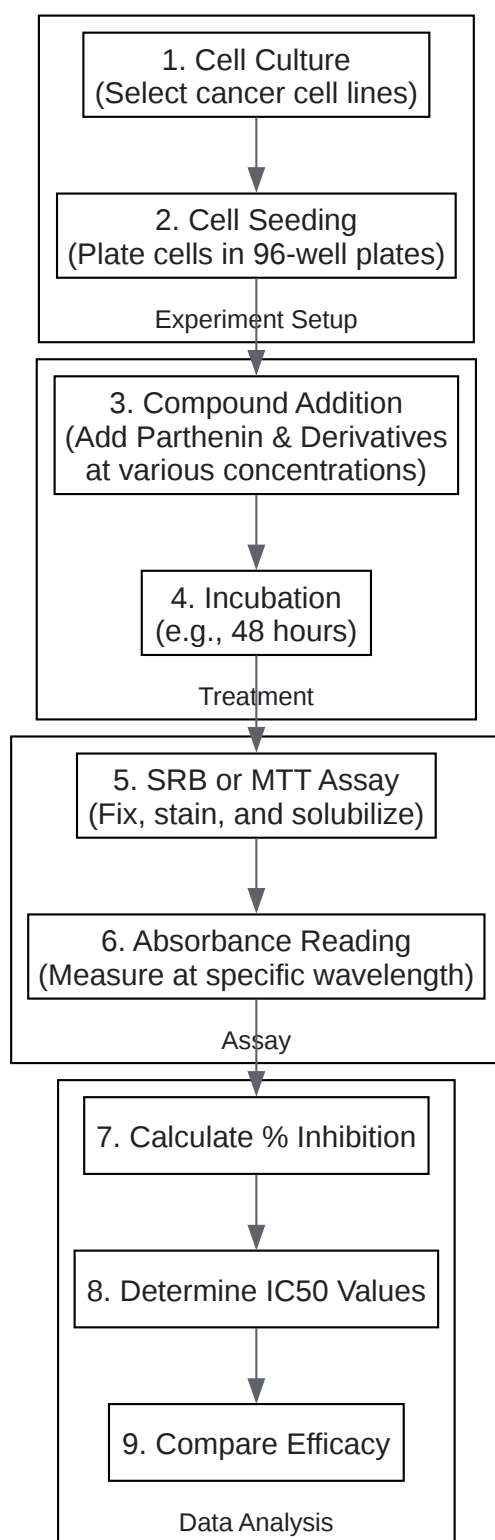 1. Cell Culture
(Select cancer cell lines)
2. Cell Seeding
(Plate cells in 96-well plates)
Experiment Setup
3. Compound Addition
(Add Parthenin & Derivatives
at various concentrations)
4. Incubation
(e.g., 48 hours)
Treatment
5. SRB or MTT Assay
(Fix, stain, and solubilize)
6. Absorbance Reading
(Measure at specific wavelength)
Assay
7. Calculate % Inhibition
8. Determine IC50 Values
9. Compare Efficacy
Data Analysis